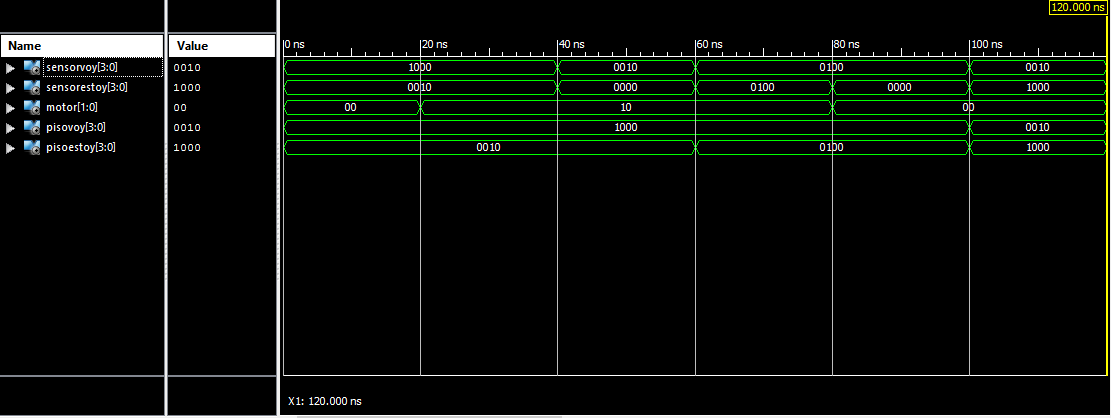 120.000 ns
Name Value
0 ns 20 ns 40 ns 60 ns 80 ns 100 ns
sensorvoy[3:0] 0010 1000 0010 0100 0010
sensorestoy[3:0] 1000 0010 0000 0100 0000 1000
motor[1:0] 00 00 10 00
pisovoy[3:0] 0010 1000 0010
pisoestoy[3:0] 1000 0010 0100 1000
X1: 120.000 ns